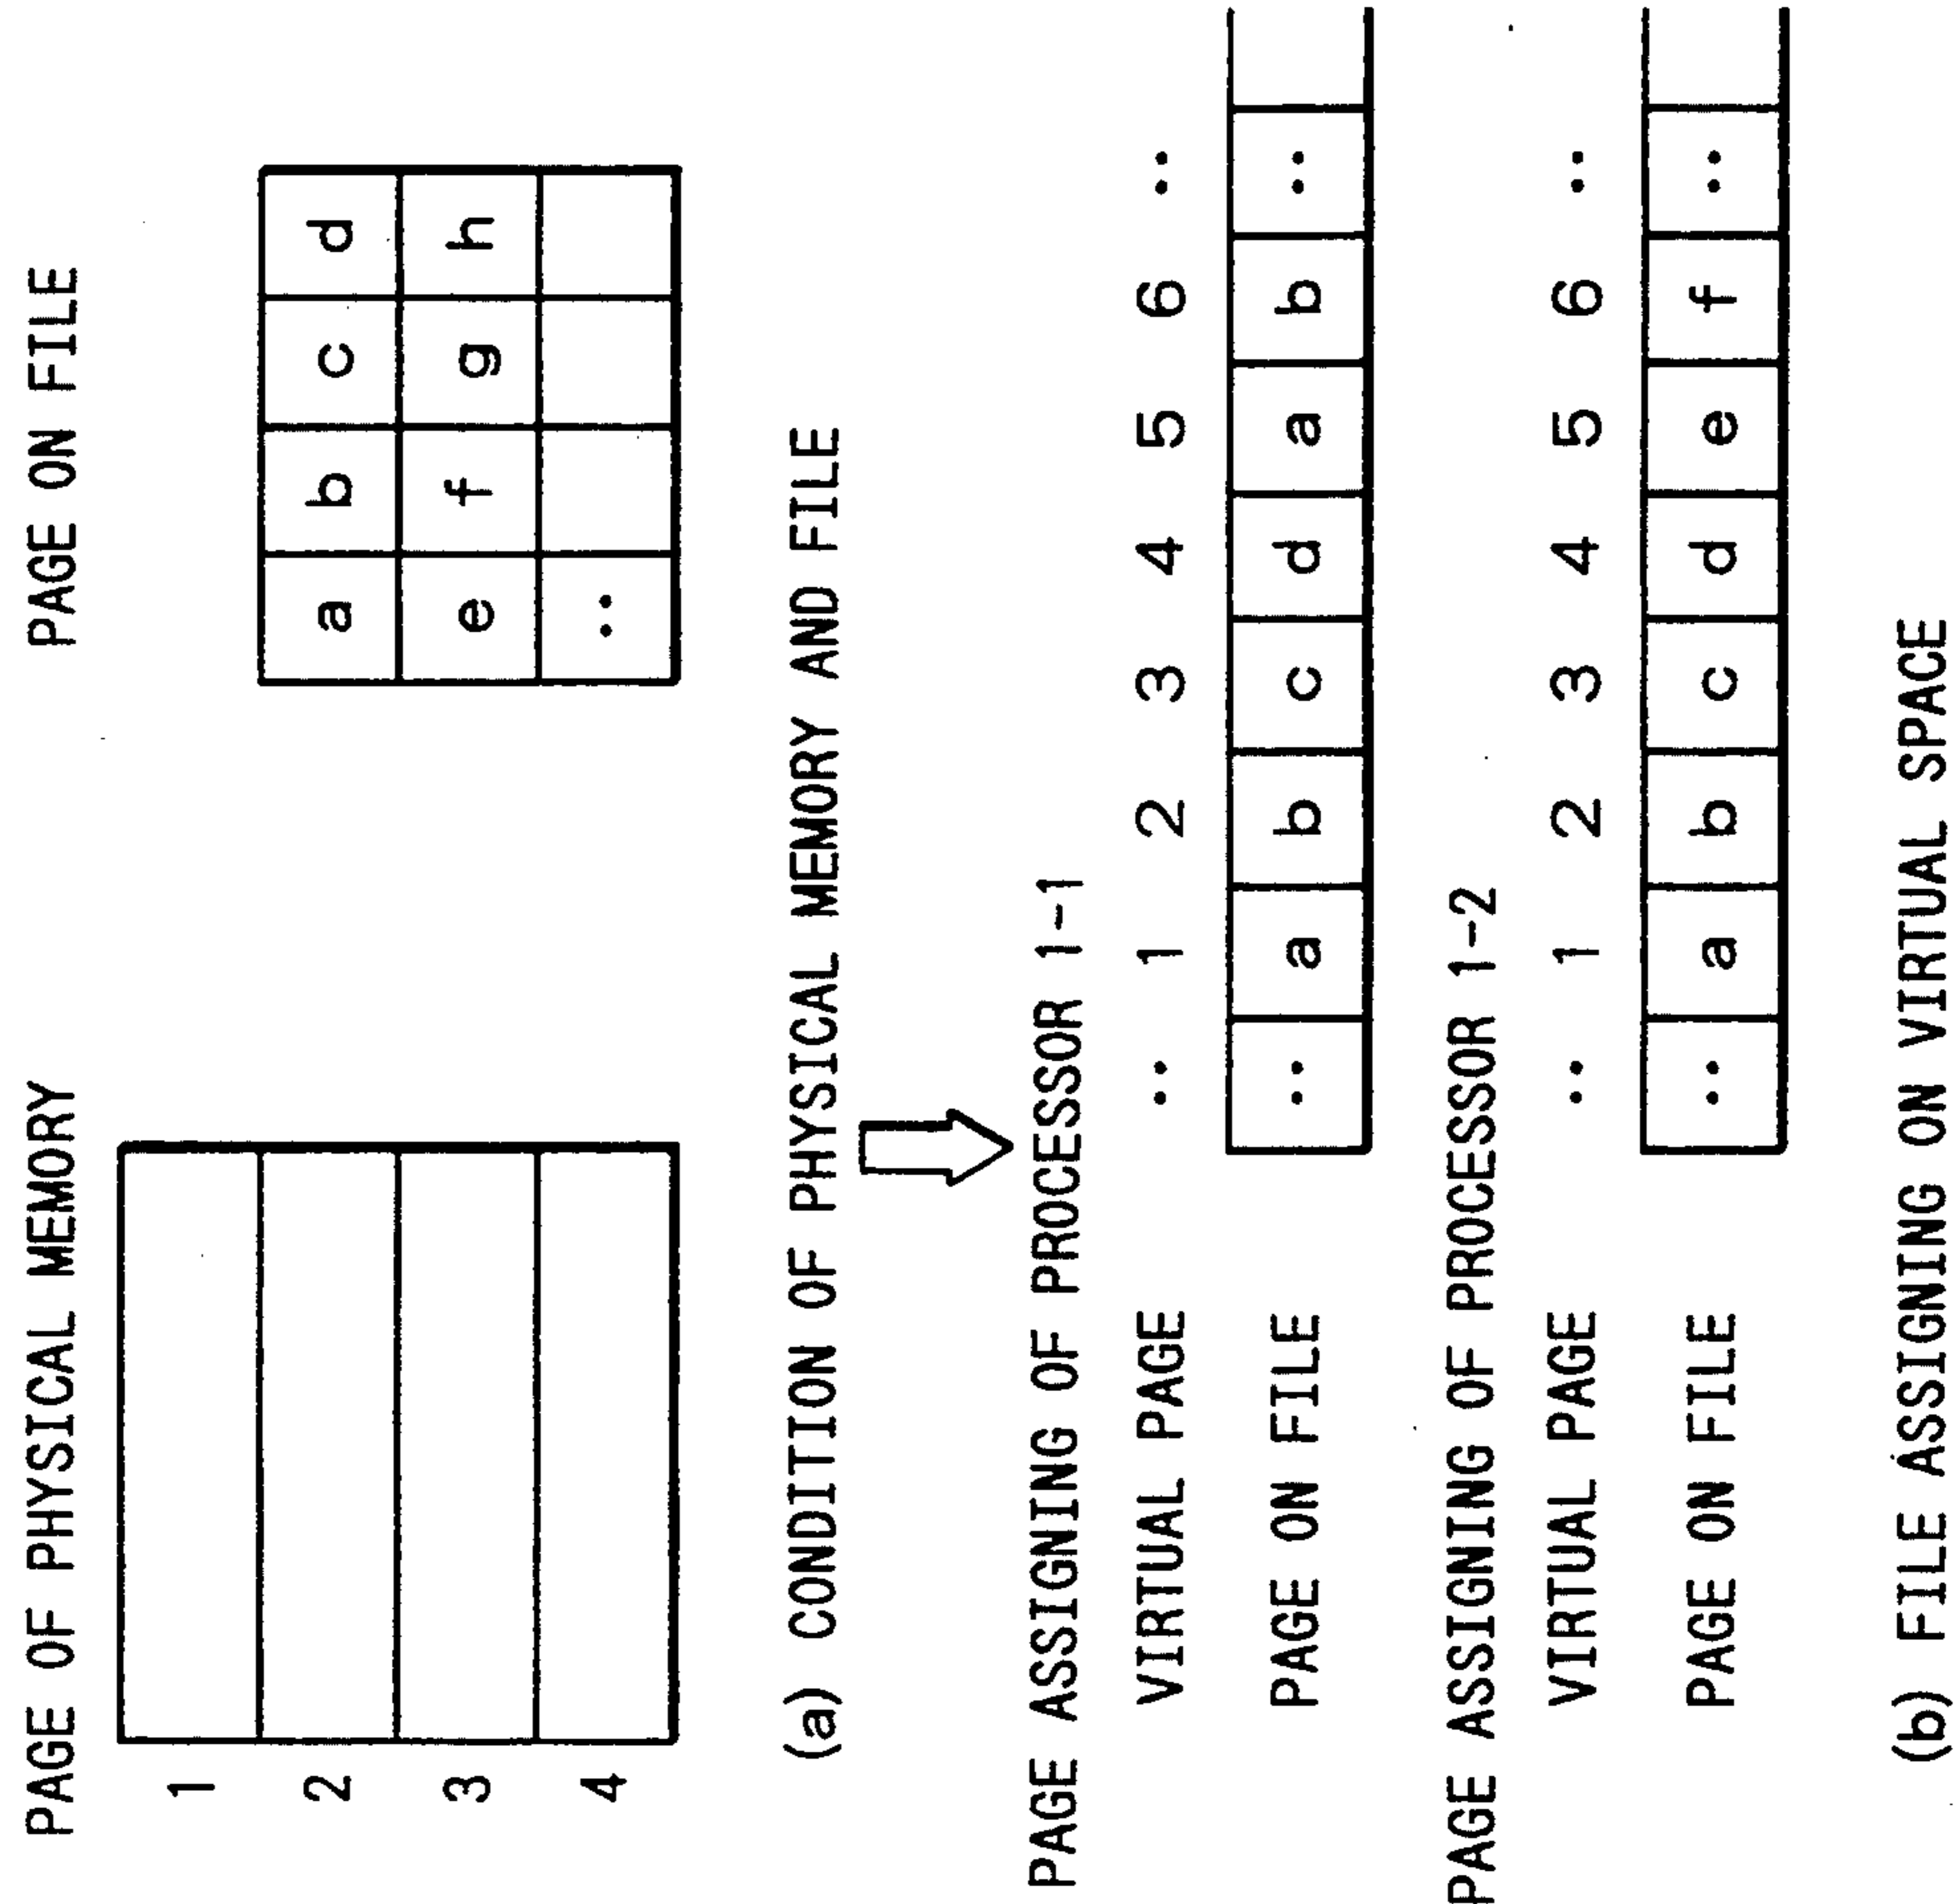 PAGE OF PHYSICAL MEMORY
PAGE ON FILE
1
2
3
4
a b c d
e f g h
..
(a) CONDITION OF PHYSICAL MEMORY AND FILE
PAGE ASSIGNING OF PROCESSOR 1-1
VIRTUAL PAGE .. 1 2 3 4 5 6 ..
PAGE ON FILE .. a b c d a b ..
PAGE ASSIGNING OF PROCESSOR 1-2
VIRTUAL PAGE .. 1 2 3 4 5 6 ..
PAGE ON FILE .. a b c d e f ..
(b) FILE ASSIGNING ON VIRTUAL SPACE